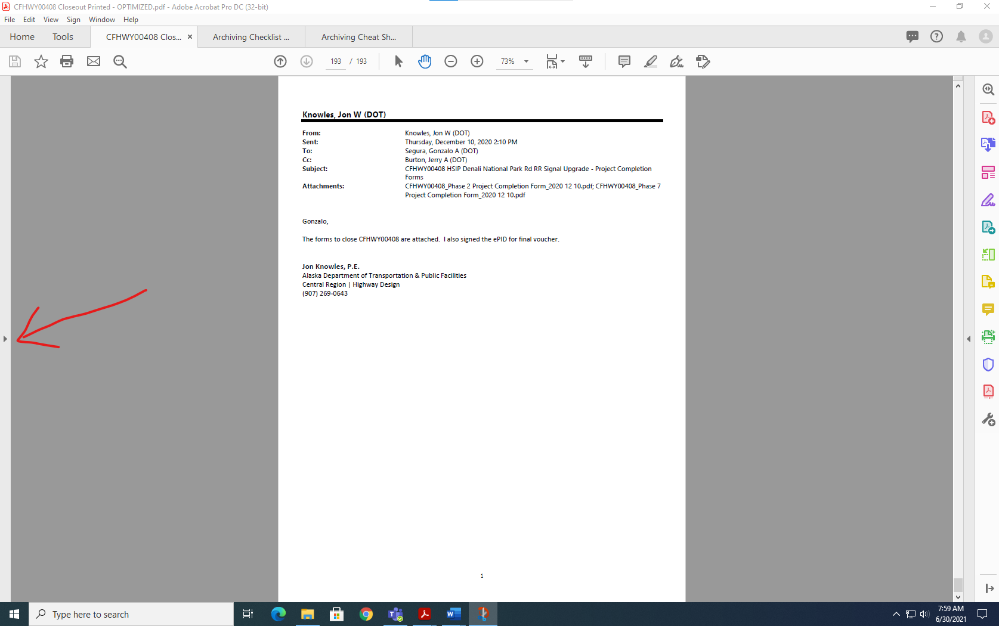 CFHWY00408 Closeout Printed - OPTIMIZED.pdf - Adobe Acrobat Pro DC (32-bit)
File Edit View Sign Window Help
Home Tools CFHWY00408 Clos... × Archiving Checklist ... Archiving Cheat Sh...
193 / 193 73%
Knowles, Jon W (DOT)
From: Knowles, Jon W (DOT)
Sent: Thursday, December 10, 2020 2:10 PM
To: Segura, Gonzalo A (DOT)
Cc: Burton, Jerry A (DOT)
Subject: CFHWY00408 HSIP Denali National Park Rd RR Signal Upgrade - Project Completion
Forms
Attachments: CFHWY00408_Phase 2 Project Completion Form_2020 12 10.pdf; CFHWY00408_Phase 7
Project Completion Form_2020 12 10.pdf
Gonzalo,
The forms to close CFHWY00408 are attached. I also signed the ePID for final voucher.
Jon Knowles, P.E.
Alaska Department of Transportation & Public Facilities
Central Region | Highway Design
(907) 269-0643
1
Type here to search
7:59 AM
6/30/2021